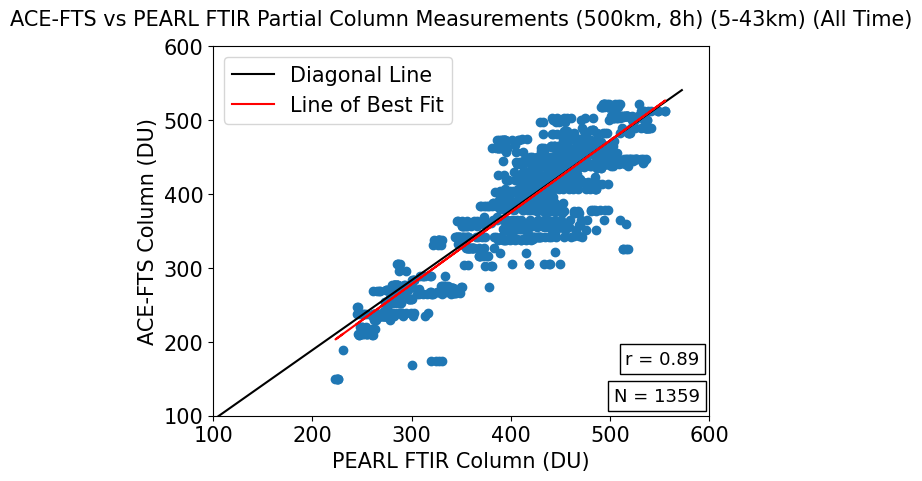 ACE-FTS vs PEARL FTIR Partial Column Measurements (500km, 8h) (5-43km) (All Time)
600
500
400
300
200
100
ACE-FTS Column (DU)
Diagonal Line
Line of Best Fit
r = 0.89
N = 1359
100 200 300 400 500 600
PEARL FTIR Column (DU)